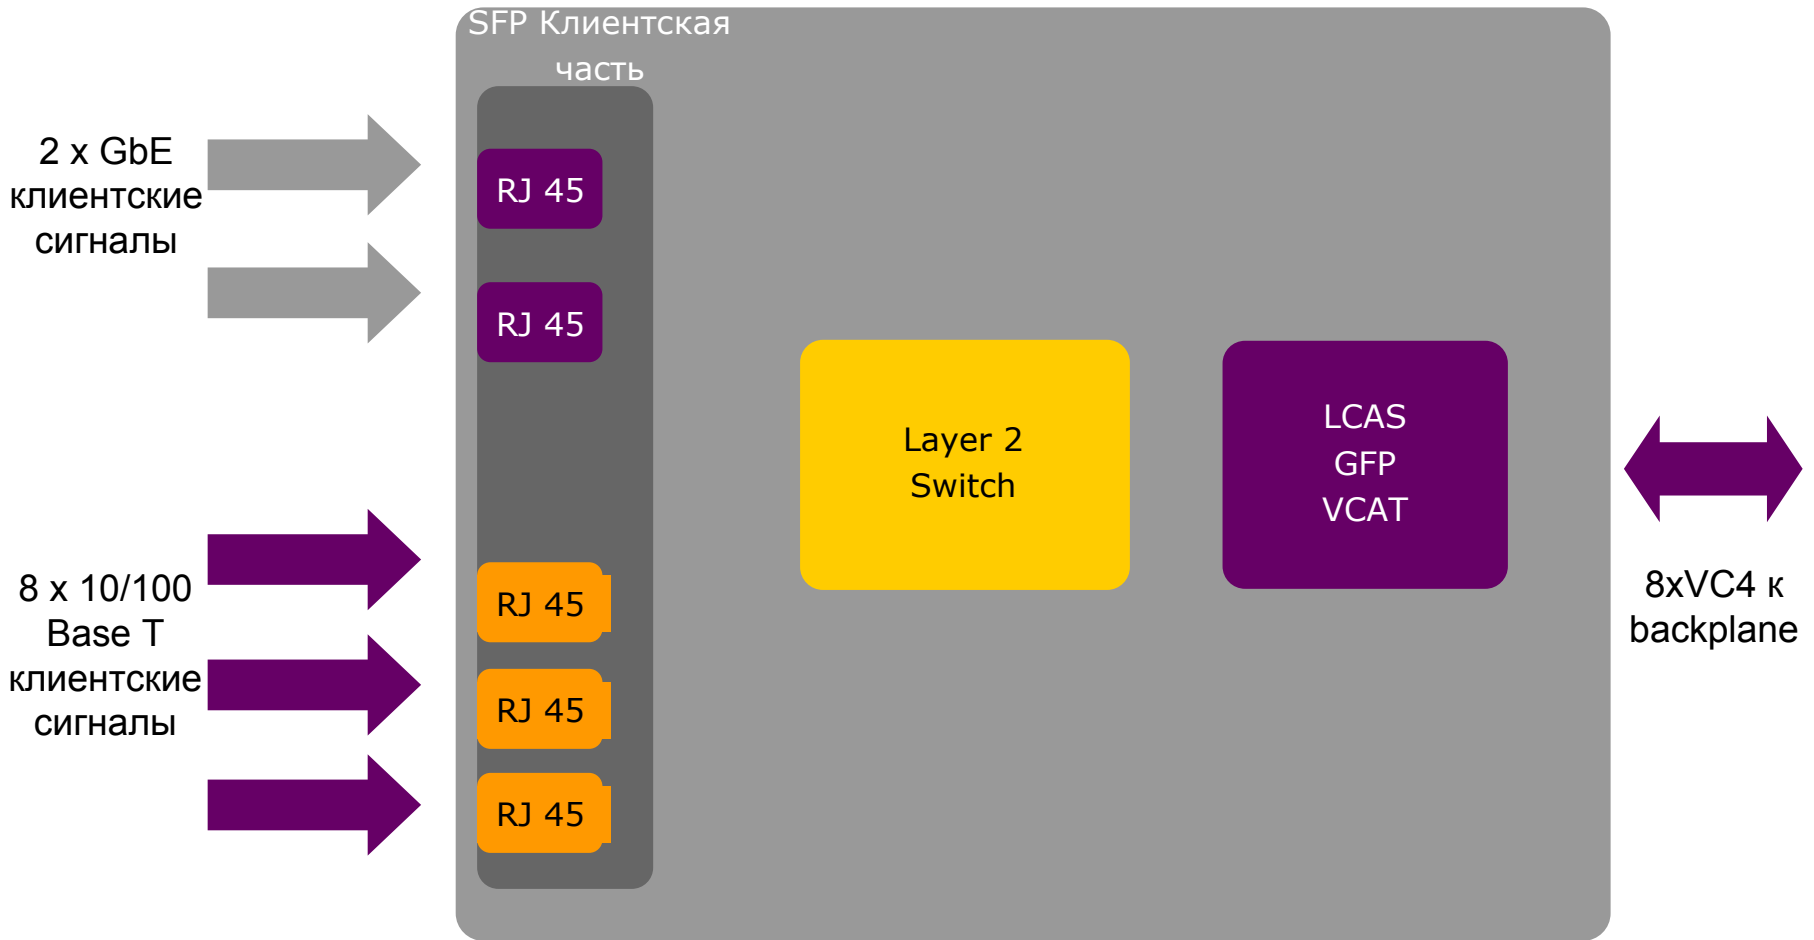 SFP Клиентская
часть
2 x GbE
клиентские
сигналы
RJ 45
RJ 45
Layer 2
Switch
LCAS
GFP
VCAT
8 x 10/100
Base T
клиентские
сигналы
RJ 45
RJ 45
RJ 45
8xVC4 к
backplane